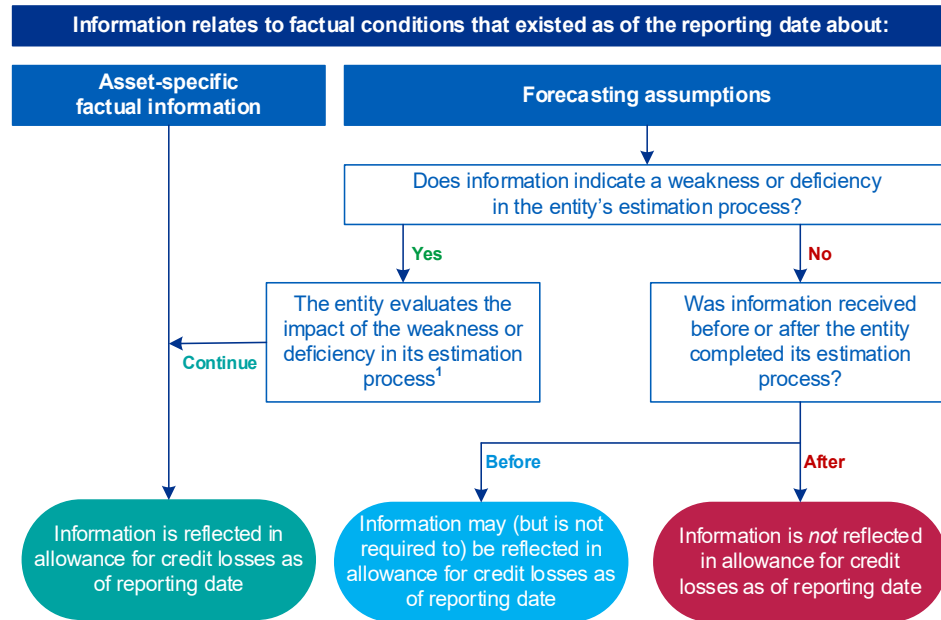 Information relates to factual conditions that existed as of the reporting date about:
Asset-specific
factual information
Forecasting assumptions
Does information indicate a weakness or deficiency
in the entity's estimation process?
Yes
No
The entity evaluates the
impact of the weakness or
deficiency in its estimation
process¹
Continue
Was information received
before or after the entity
completed its estimation
process?
Before
After
Information is reflected in
allowance for credit losses as
of reporting date
Information may (but is not
required to) be reflected in
allowance for credit losses as
of reporting date
Information is not reflected
in allowance for credit
losses as of reporting date